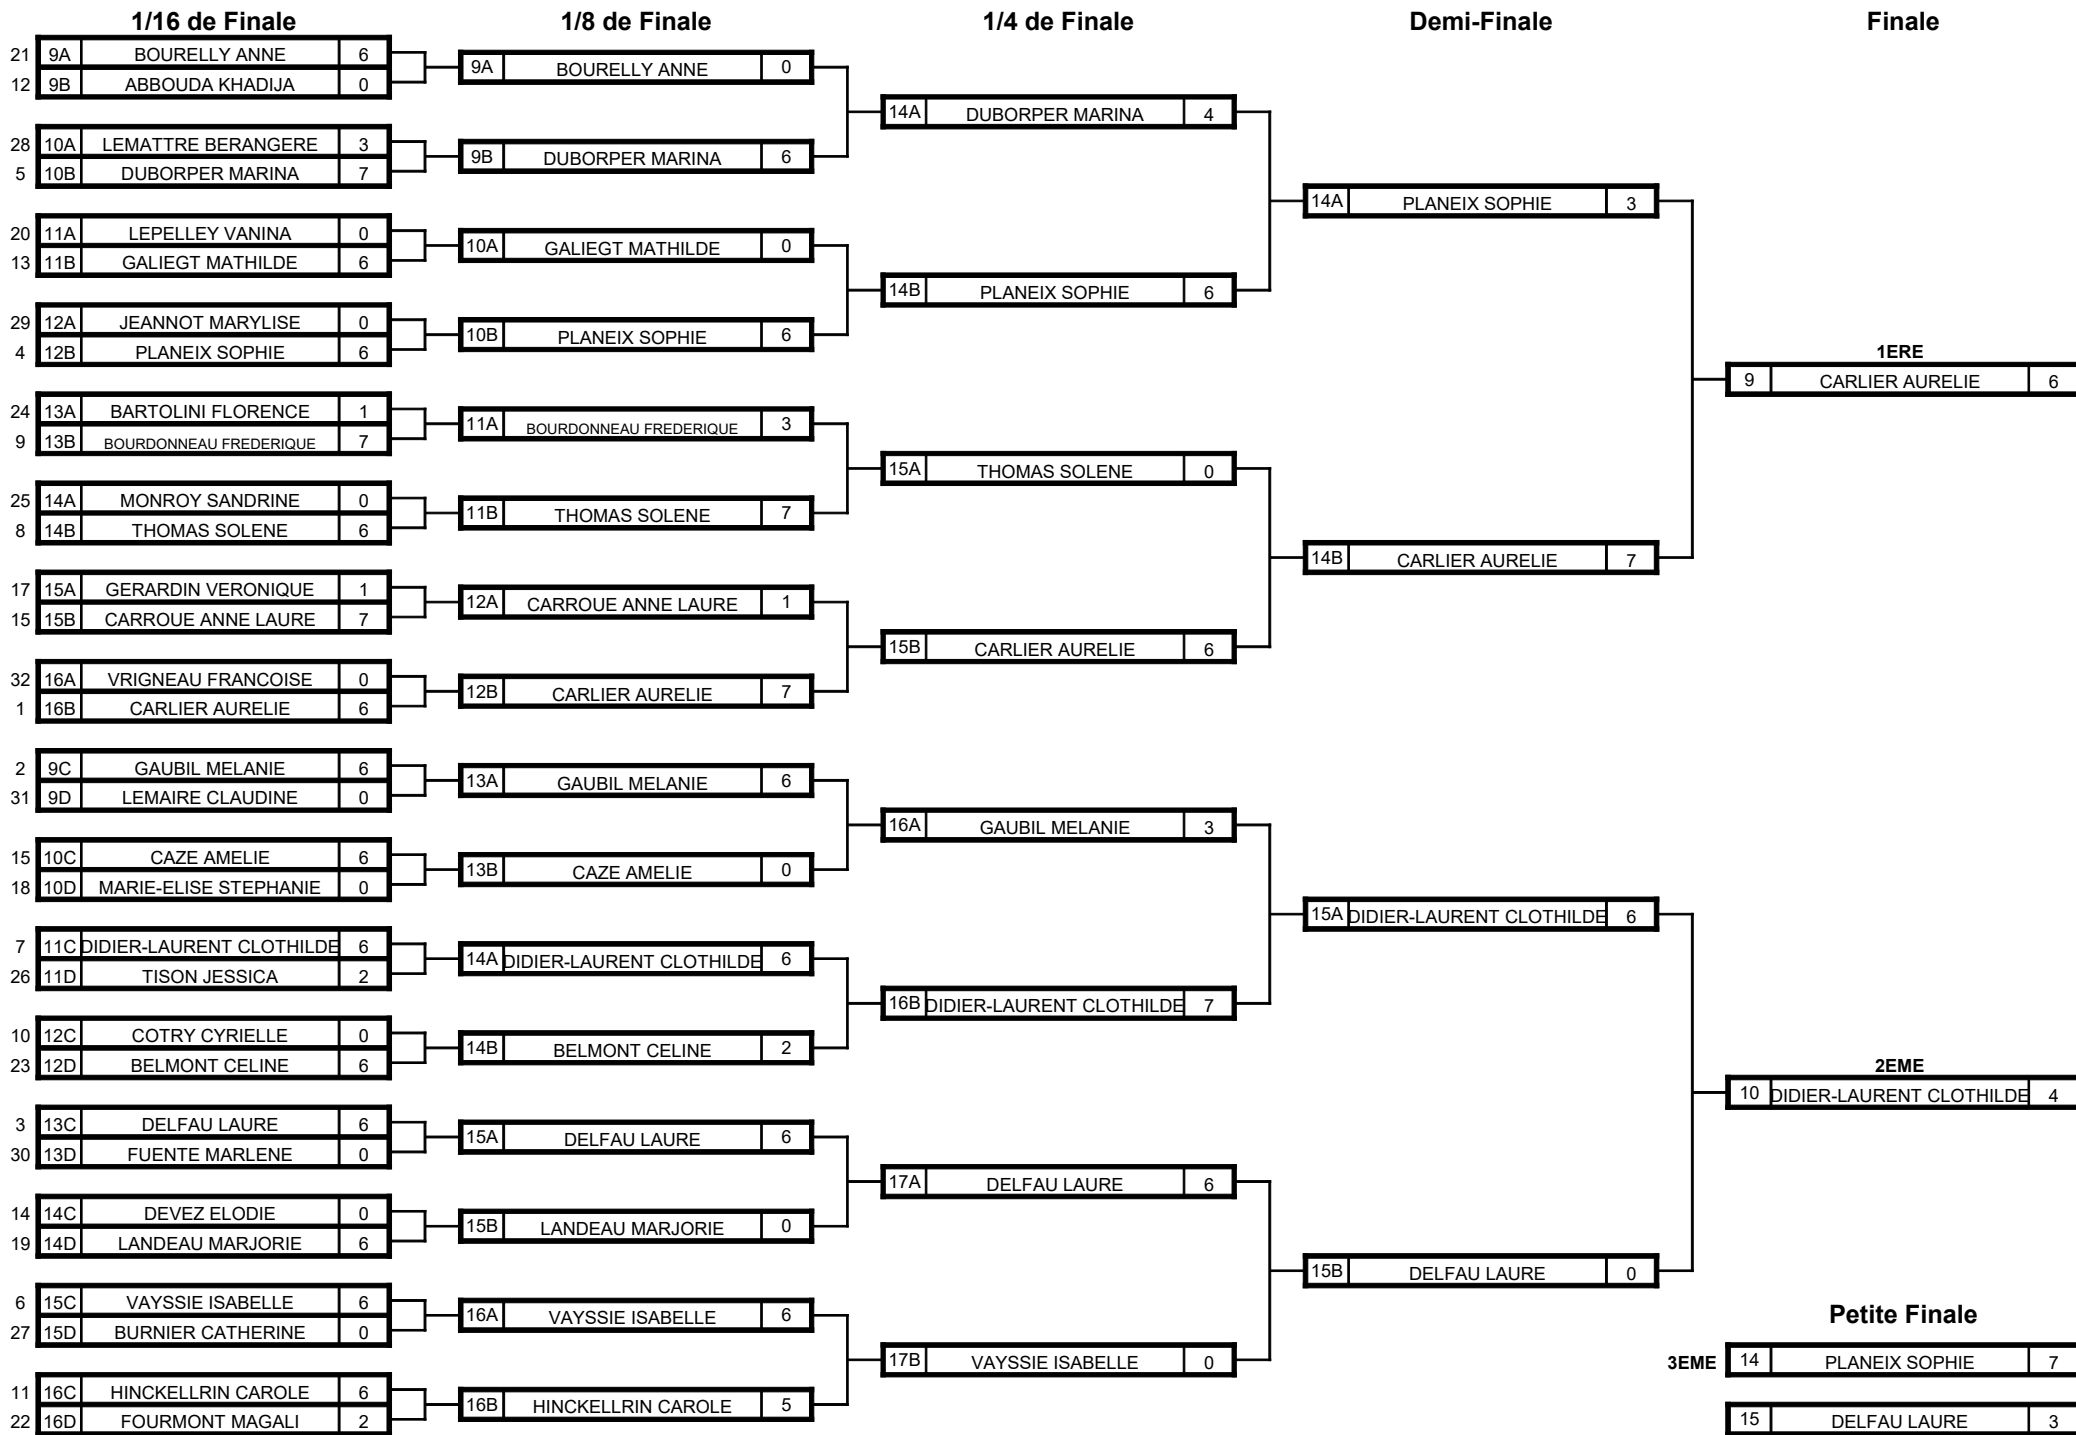 1/16 de Finale
1/8 de Finale
1/4 de Finale
Demi-Finale
Finale
21 9A BOURELLY ANNE 6
12 9B ABBOUDA KHADIJA 0
28 10A LEMATTRE BERANGERE 3
5 10B DUBORPER MARINA 7
20 11A LEPELLEY VANINA 0
13 11B GALIEGT MATHILDE 6
29 12A JEANNOT MARYLISE 0
4 12B PLANEIX SOPHIE 6
24 13A BARTOLINI FLORENCE 1
9 13B BOURDONNEAU FREDERIQUE 7
25 14A MONROY SANDRINE 0
8 14B THOMAS SOLENE 6
17 15A GERARDIN VERONIQUE 1
15 15B CARROUE ANNE LAURE 7
32 16A VRIGNEAU FRANCOISE 0
1 16B CARLIER AURELIE 6
2 9C GAUBIL MELANIE 6
31 9D LEMAIRE CLAUDINE 0
15 10C CAZE AMELIE 6
18 10D MARIE-ELISE STEPHANIE 0
7 11C DIDIER-LAURENT CLOTHILDE 6
26 11D TISON JESSICA 2
10 12C COTRY CYRIELLE 0
23 12D BELMONT CELINE 6
3 13C DELFAU LAURE 6
30 13D FUENTE MARLENE 0
14 14C DEVEZ ELODIE 0
19 14D LANDEAU MARJORIE 6
6 15C VAYSSIE ISABELLE 6
27 15D BURNIER CATHERINE 0
11 16C HINCKELLRIN CAROLE 6
22 16D FOURMONT MAGALI 2
9A BOURELLY ANNE 0
9B DUBORPER MARINA 6
10A GALIEGT MATHILDE 0
10B PLANEIX SOPHIE 6
11A BOURDONNEAU FREDERIQUE 3
11B THOMAS SOLENE 7
12A CARROUE ANNE LAURE 1
12B CARLIER AURELIE 7
13A GAUBIL MELANIE 6
13B CAZE AMELIE 0
14A DIDIER-LAURENT CLOTHILDE 6
14B BELMONT CELINE 2
15A DELFAU LAURE 6
15B LANDEAU MARJORIE 0
16A VAYSSIE ISABELLE 6
16B HINCKELLRIN CAROLE 5
14A DUBORPER MARINA 4
14B PLANEIX SOPHIE 6
15A THOMAS SOLENE 0
15B CARLIER AURELIE 6
16A GAUBIL MELANIE 3
16B DIDIER-LAURENT CLOTHILDE 7
17A DELFAU LAURE 6
17B VAYSSIE ISABELLE 0
14A PLANEIX SOPHIE 3
14B CARLIER AURELIE 7
15A DIDIER-LAURENT CLOTHILDE 6
15B DELFAU LAURE 0
1ERE
9 CARLIER AURELIE 6
2EME
10 DIDIER-LAURENT CLOTHILDE 4
Petite Finale
3EME 14 PLANEIX SOPHIE 7
15 DELFAU LAURE 3